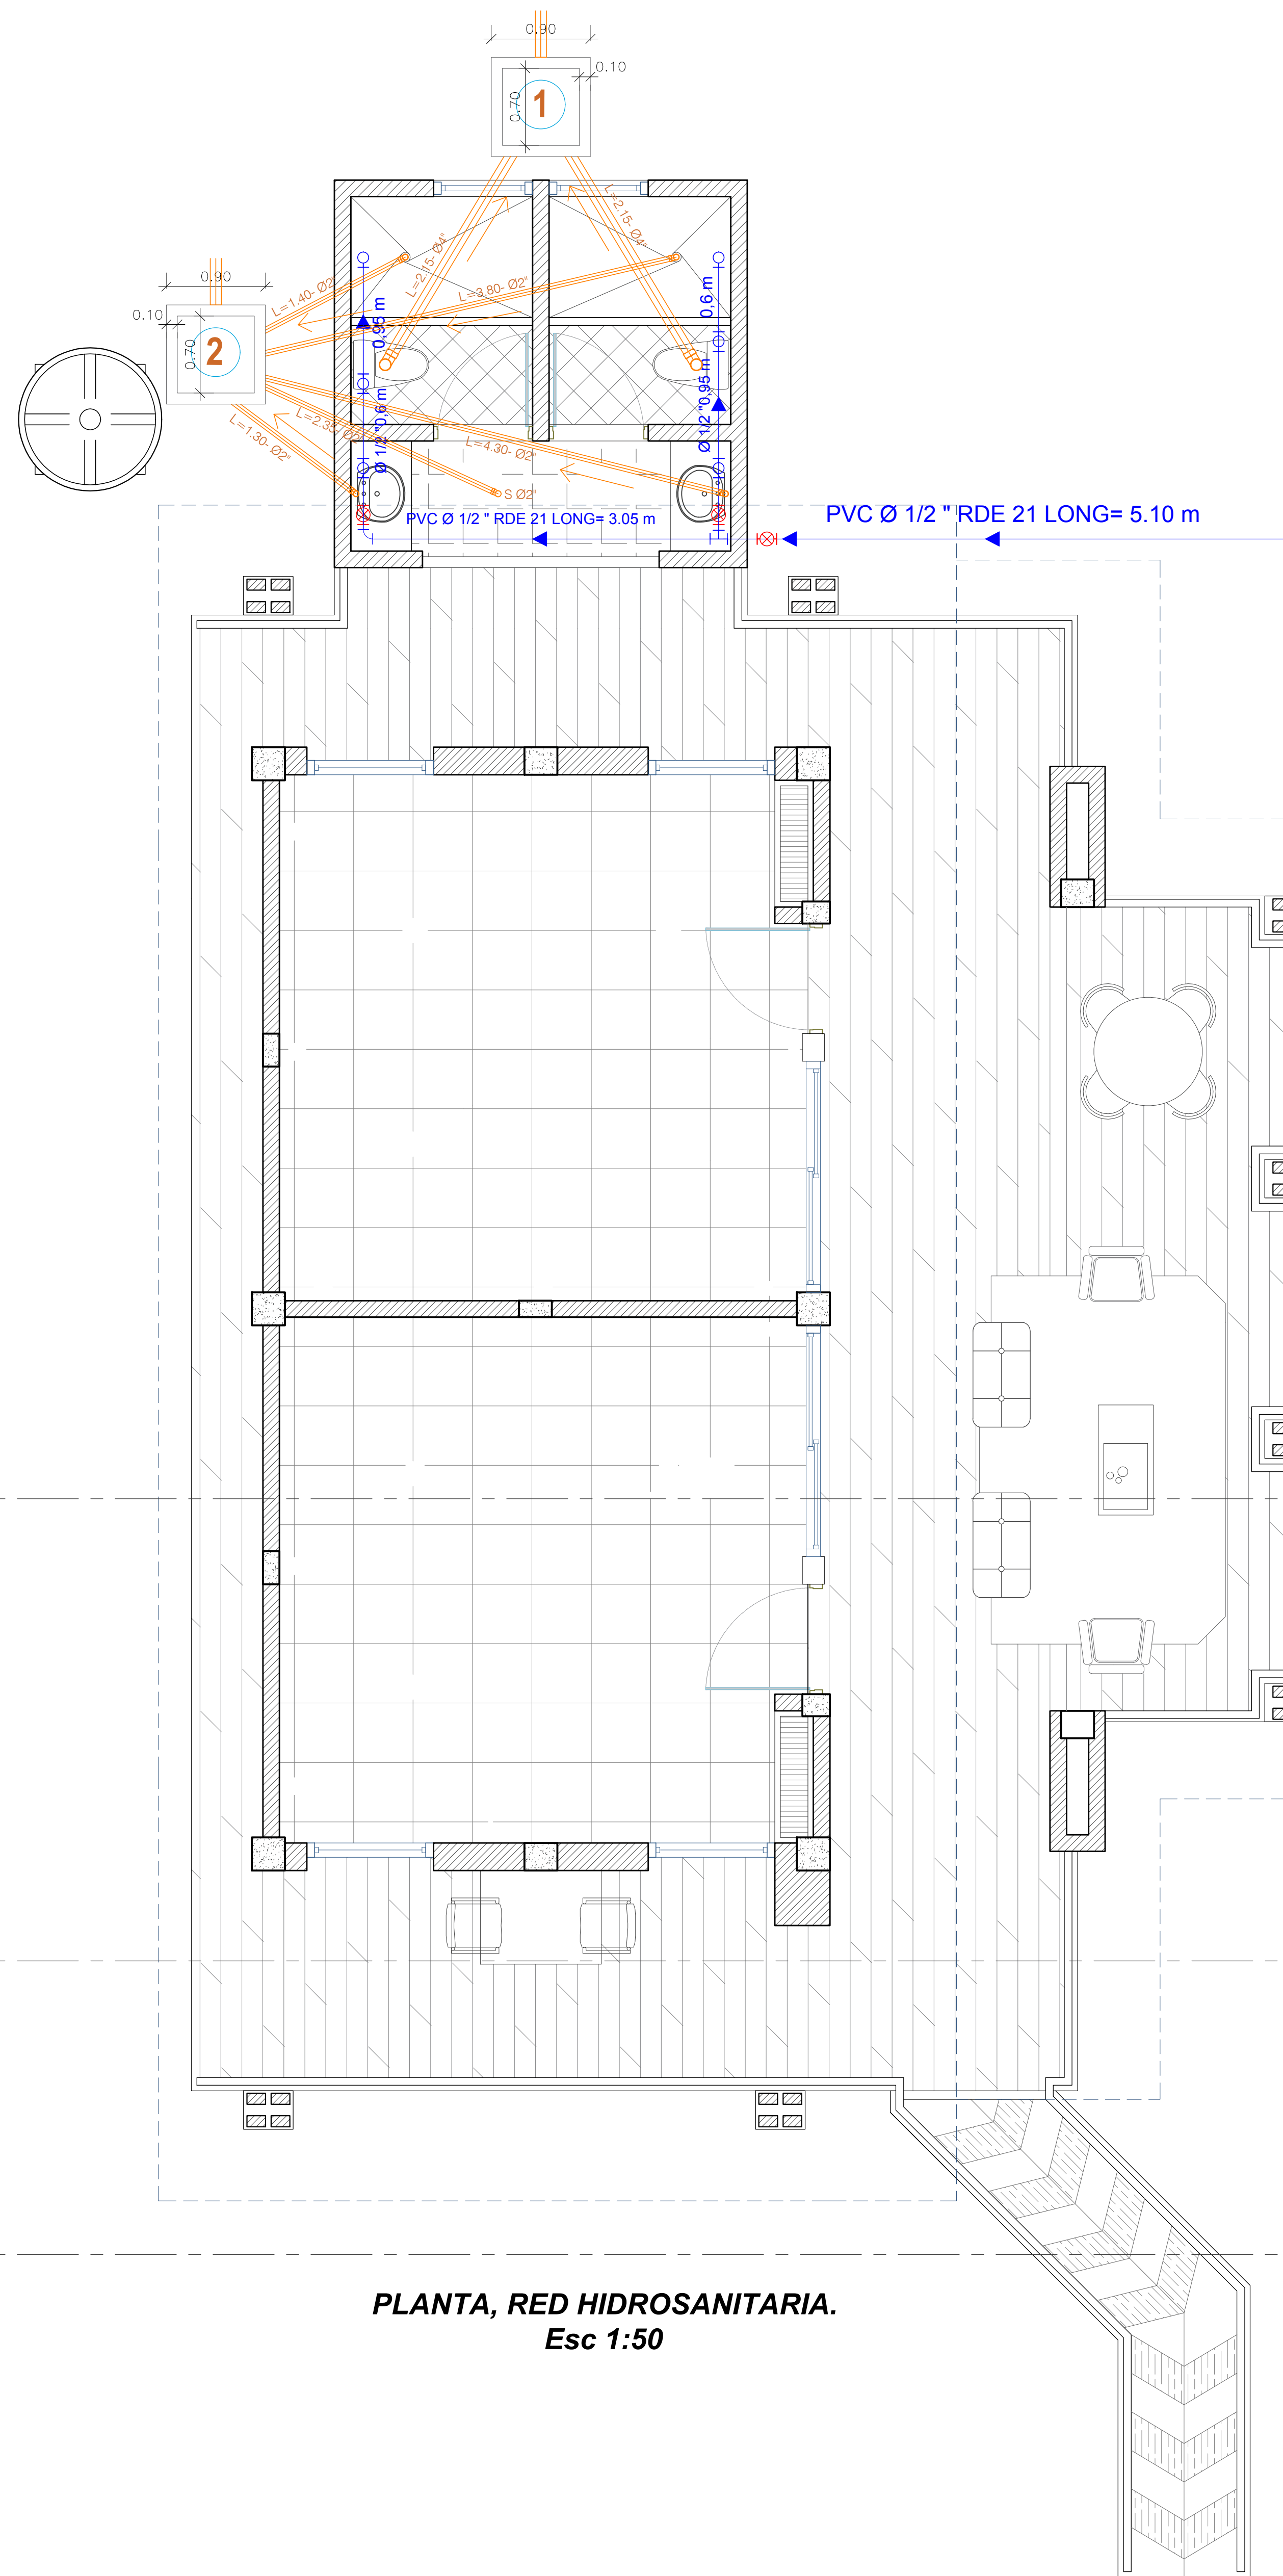 0.90
0.10
0.70
1
0.90
0.10
0.70
2
L=2.15- Ø4"
L=2.15- Ø4"
L=1.40- Ø2"
L=3.80- Ø2"
L=2.35- Ø2"
L=1.30- Ø2"
L=4.30- Ø2"
S Ø2"
0,95 m
Ø 1/2 "0,6 m
0,6 m
Ø 1/2 "0,95 m
PVC Ø 1/2 " RDE 21 LONG= 3.05 m
PVC Ø 1/2 " RDE 21 LONG= 5.10 m
PLANTA, RED HIDROSANITARIA.
Esc 1:50